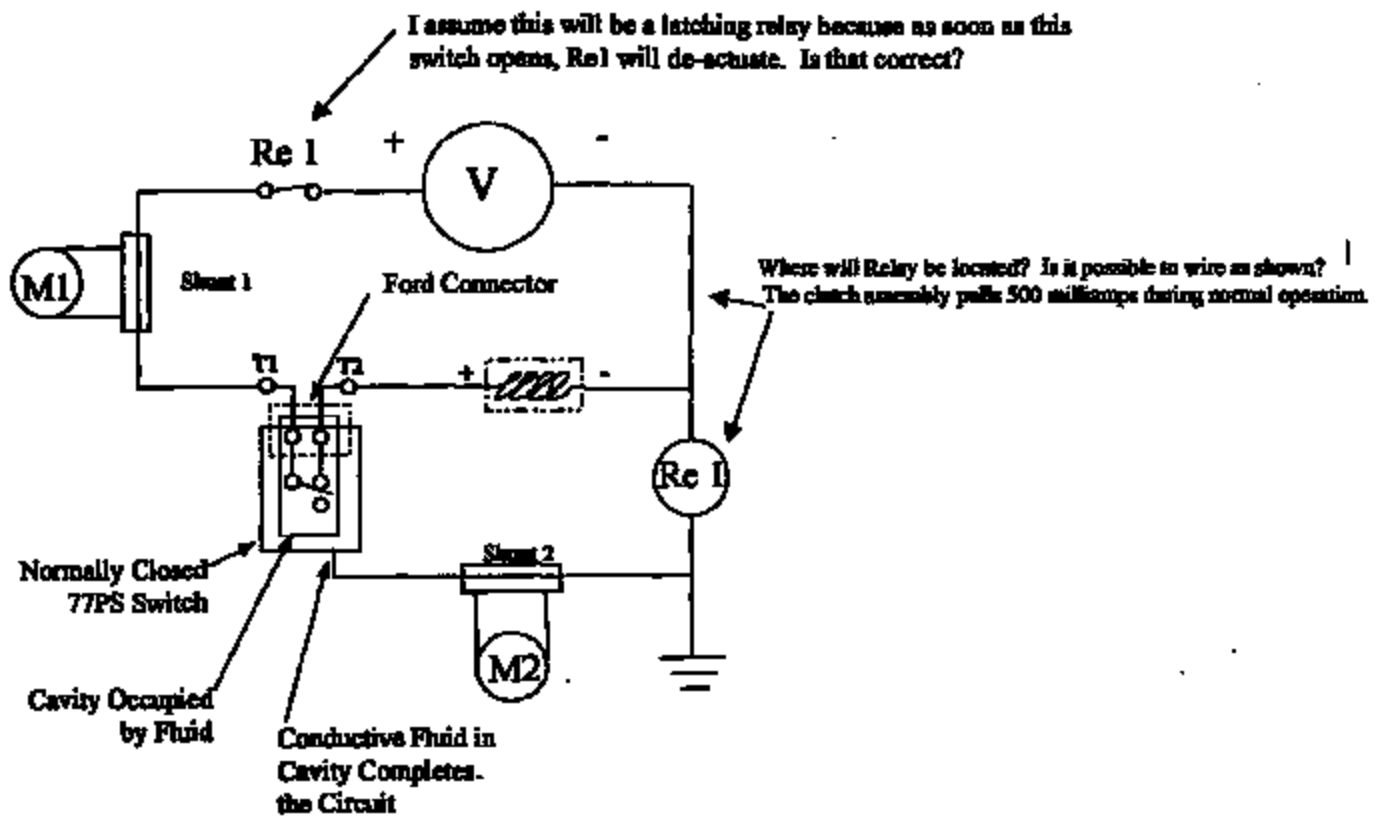 I assume this will be a latching relay because as soon as this
switch opens, Re1 will de-actuate. Is that correct?
Re 1
+
-
V
M1
Shunt 1
Ford Connector
Where will Relay be located? Is it possible to wire as shown?
The clutch assembly pulls 500 milliamps during normal operation.
T1
T2
+
-
Re 1
Normally Closed
77PS Switch
Shunt 2
M2
Cavity Occupied
by Fluid
Conductive Fluid in
Cavity Completes
the Circuit